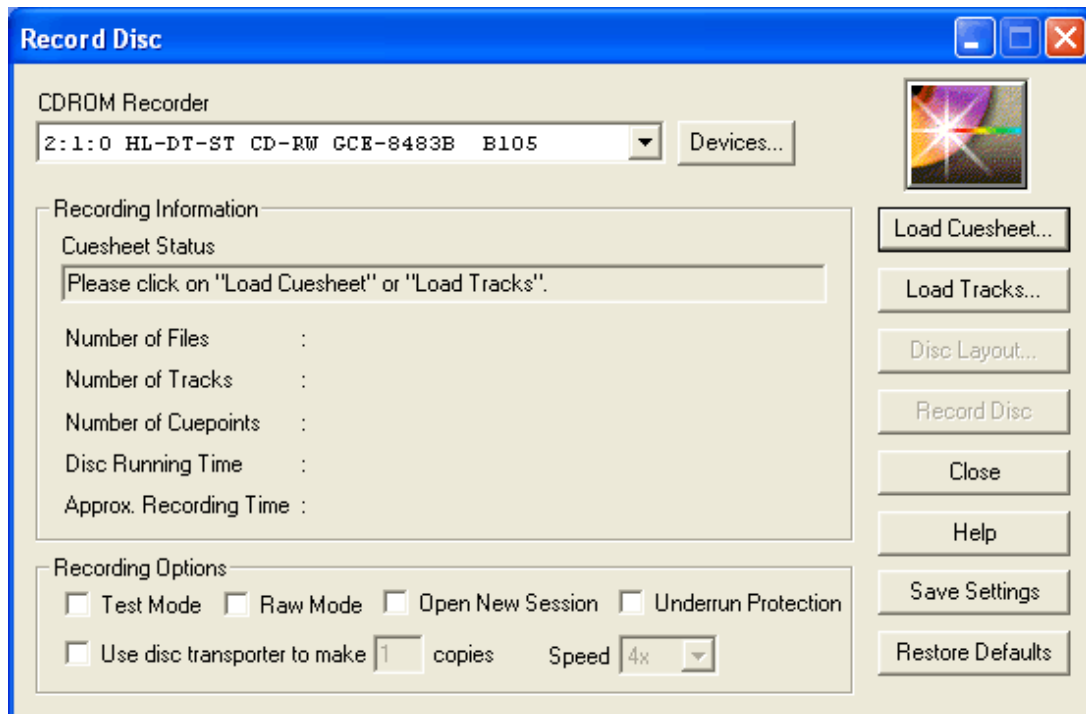 Record Disc
CDROM Recorder
2:1:0 HL-DT-ST CD-RW GCE-8483B B105
Devices...
Recording Information
Cuesheet Status
Please click on "Load Cuesheet" or "Load Tracks".
Number of Files :
Number of Tracks :
Number of Cuepoints :
Disc Running Time :
Approx. Recording Time :
Recording Options
Test Mode Raw Mode Open New Session Underrun Protection
Use disc transporter to make 1 copies Speed 4x
Load Cuesheet...
Load Tracks...
Disc Layout...
Record Disc
Close
Help
Save Settings
Restore Defaults